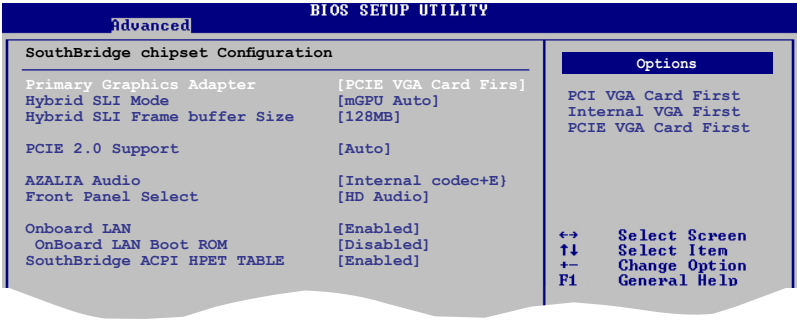 BIOS SETUP UTILITY
Advanced
SouthBridge chipset Configuration
Primary Graphics Adapter [PCIE VGA Card Firs]
Hybrid SLI Mode [mGPU Auto]
Hybrid SLI Frame buffer Size [128MB]
PCIE 2.0 Support [Auto]
AZALIA Audio [Internal codec+E}
Front Panel Select [HD Audio]
Onboard LAN [Enabled]
OnBoard LAN Boot ROM [Disabled]
SouthBridge ACPI HPET TABLE [Enabled]
Options
PCI VGA Card First
Internal VGA First
PCIE VGA Card First
←→ Select Screen
↑↓ Select Item
+- Change Option
F1 General Help